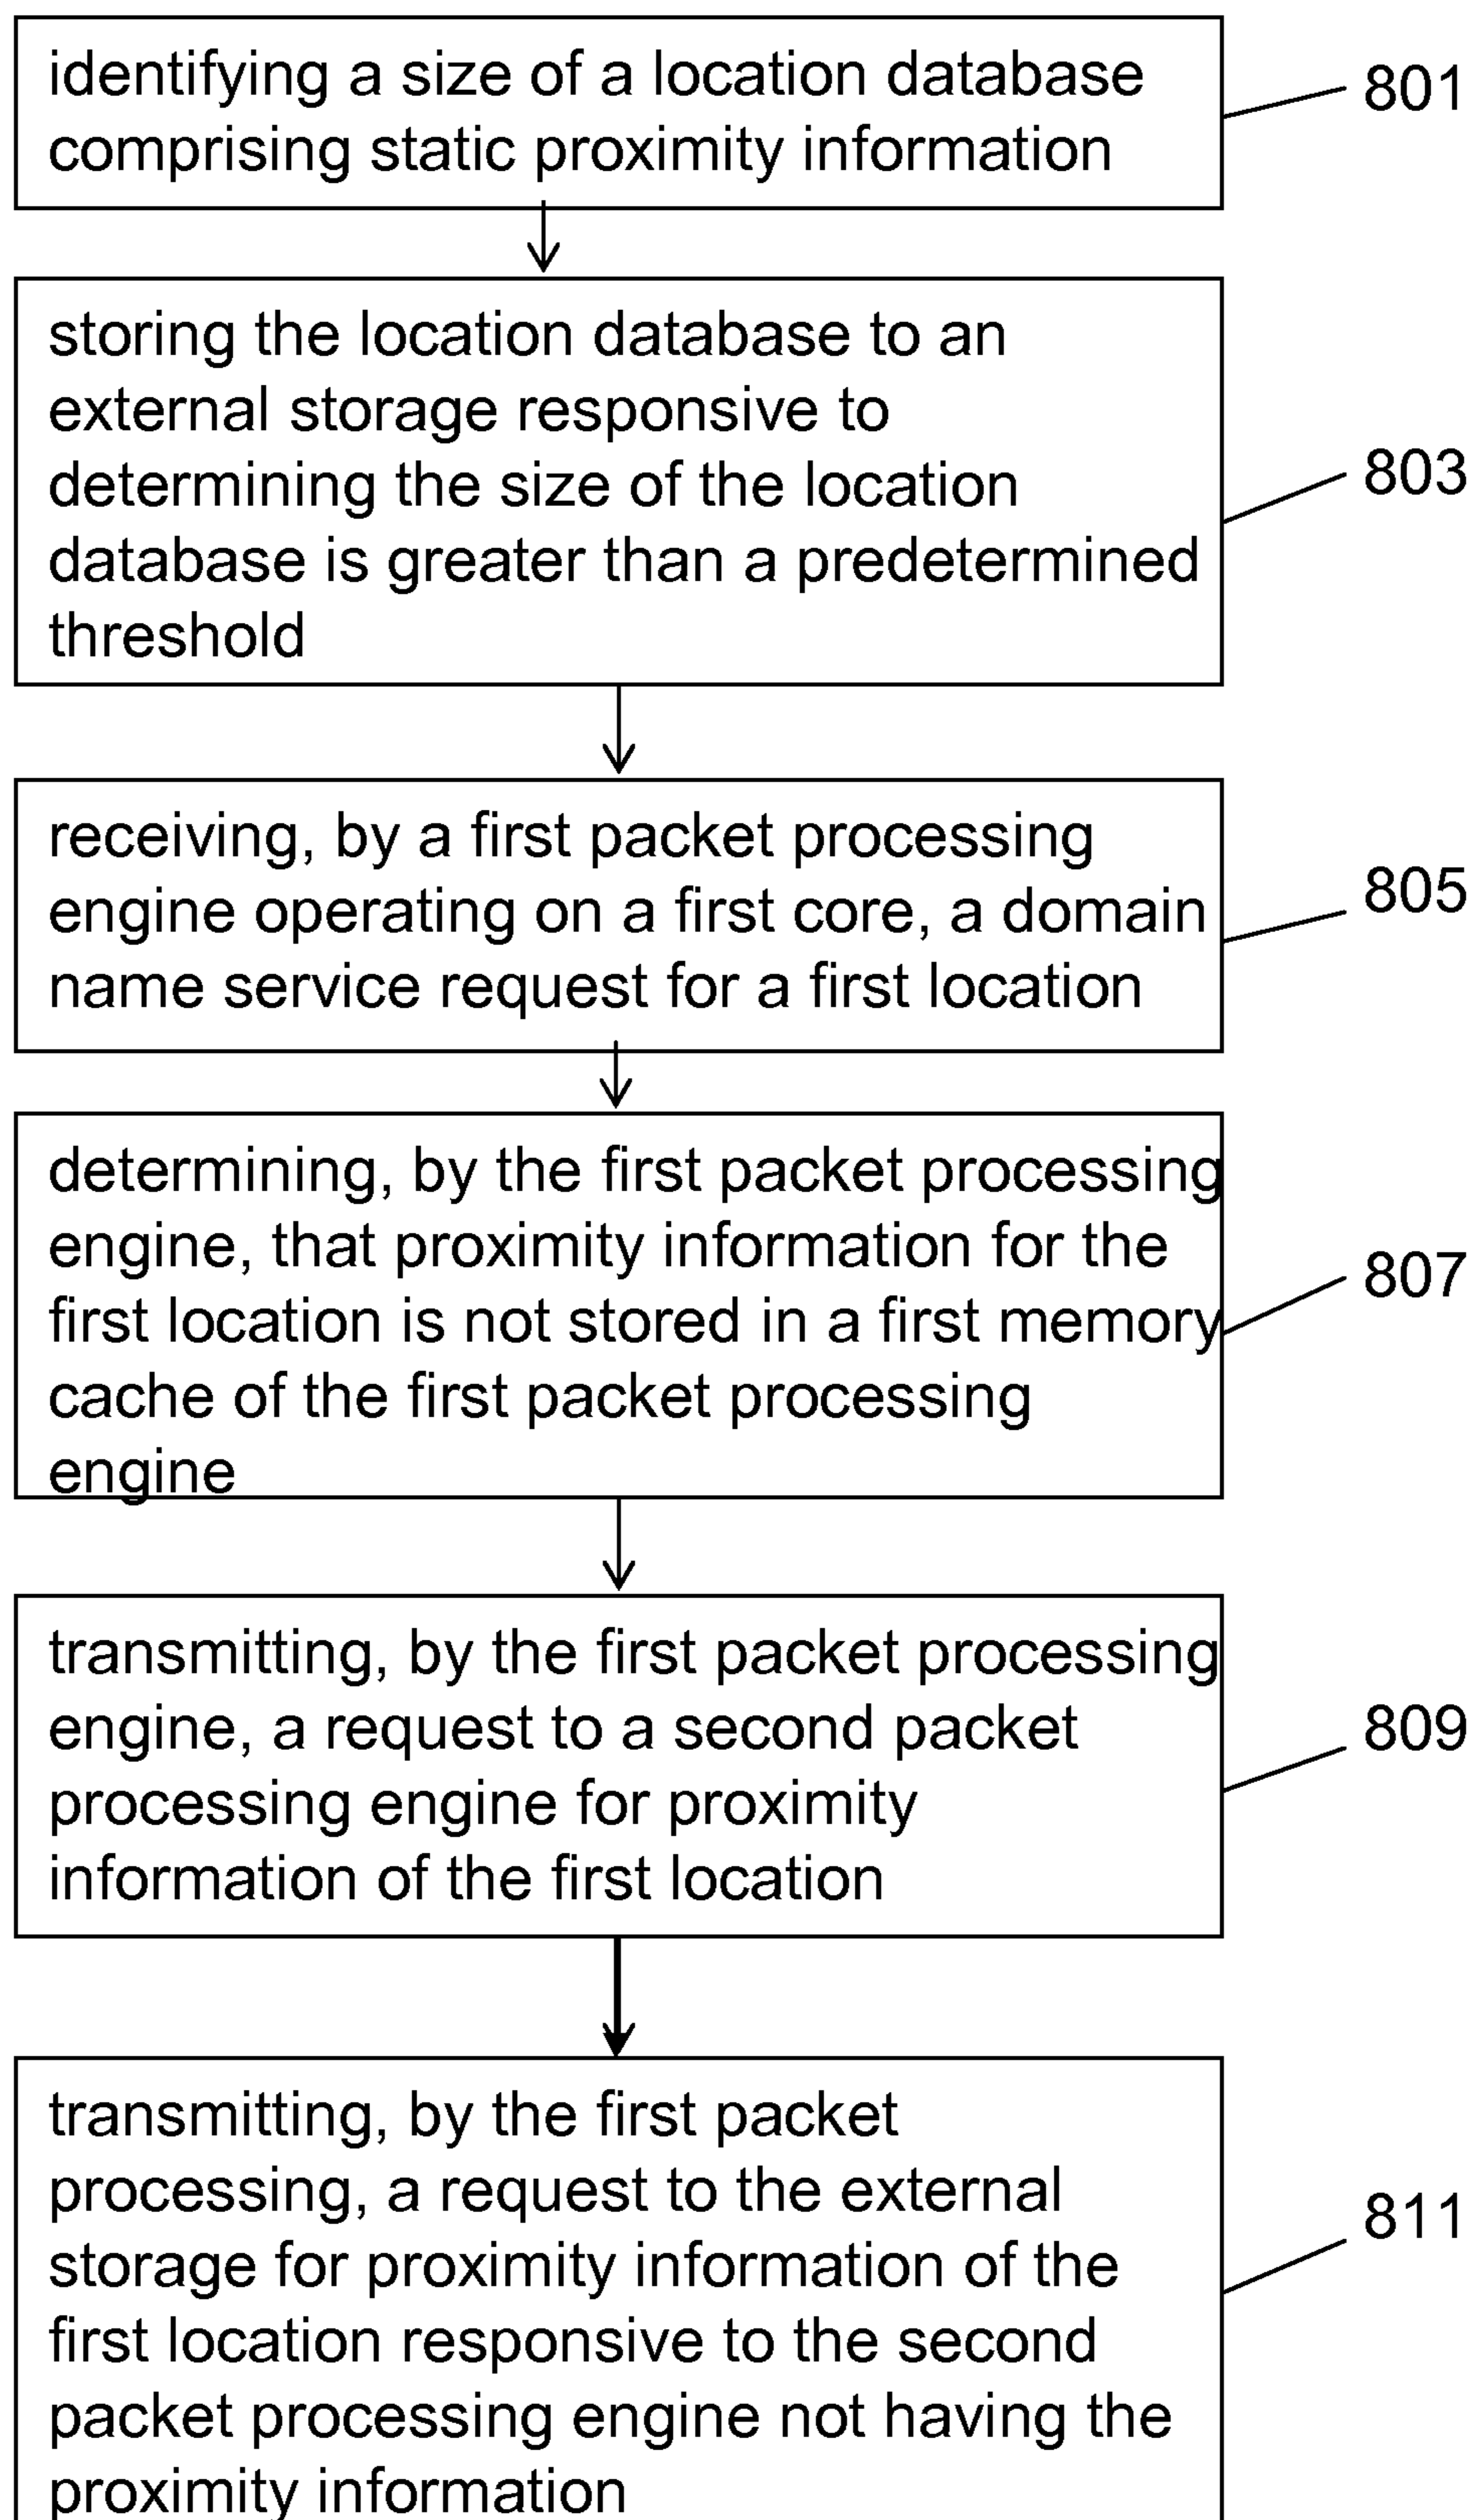 identifying a size of a location database
comprising static proximity information
801
storing the location database to an
external storage responsive to
determining the size of the location
database is greater than a predetermined
threshold
803
receiving, by a first packet processing
engine operating on a first core, a domain
name service request for a first location
805
determining, by the first packet processing
engine, that proximity information for the
first location is not stored in a first memory
cache of the first packet processing
engine
807
transmitting, by the first packet processing
engine, a request to a second packet
processing engine for proximity
information of the first location
809
transmitting, by the first packet
processing, a request to the external
storage for proximity information of the
first location responsive to the second
packet processing engine not having the
proximity information
811